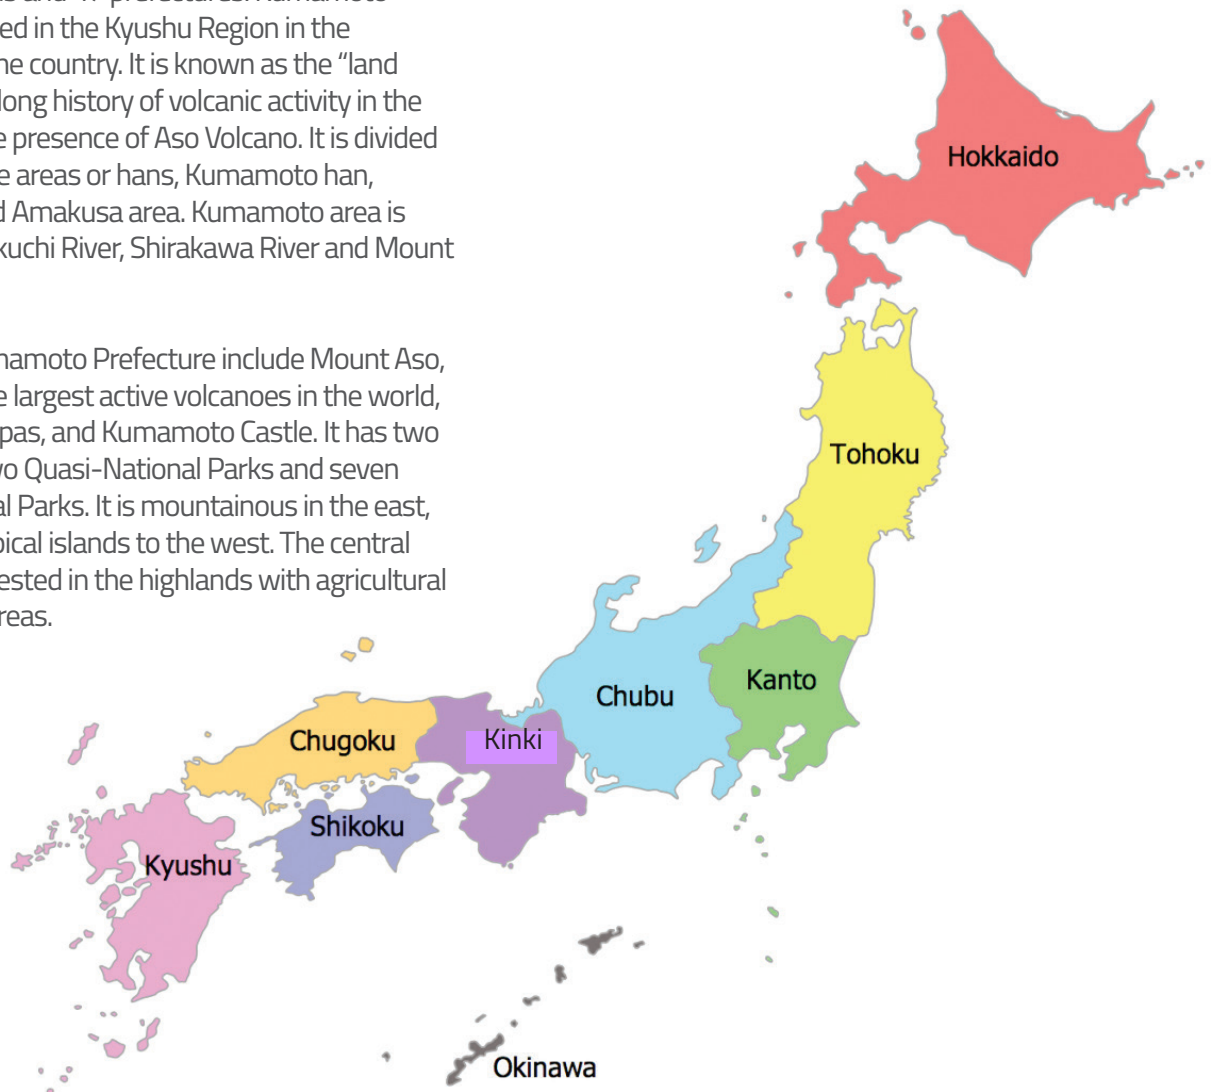 ed in the Kyushu Region in the
he country. It is known as the “land
long history of volcanic activity in the
e presence of Aso Volcano. It is divided
e areas or hans, Kumamoto han,
d Amakusa area. Kumamoto area is
kuchi River, Shirakawa River and Mount
namoto Prefecture include Mount Aso,
e largest active volcanoes in the world,
pas, and Kumamoto Castle. It has two
vo Quasi-National Parks and seven
al Parks. It is mountainous in the east,
pical islands to the west. The central
ested in the highlands with agricultural
reas.
Hokkaido
Tohoku
Kanto
Chubu
Kinki
Chugoku
Shikoku
Kyushu
Okinawa